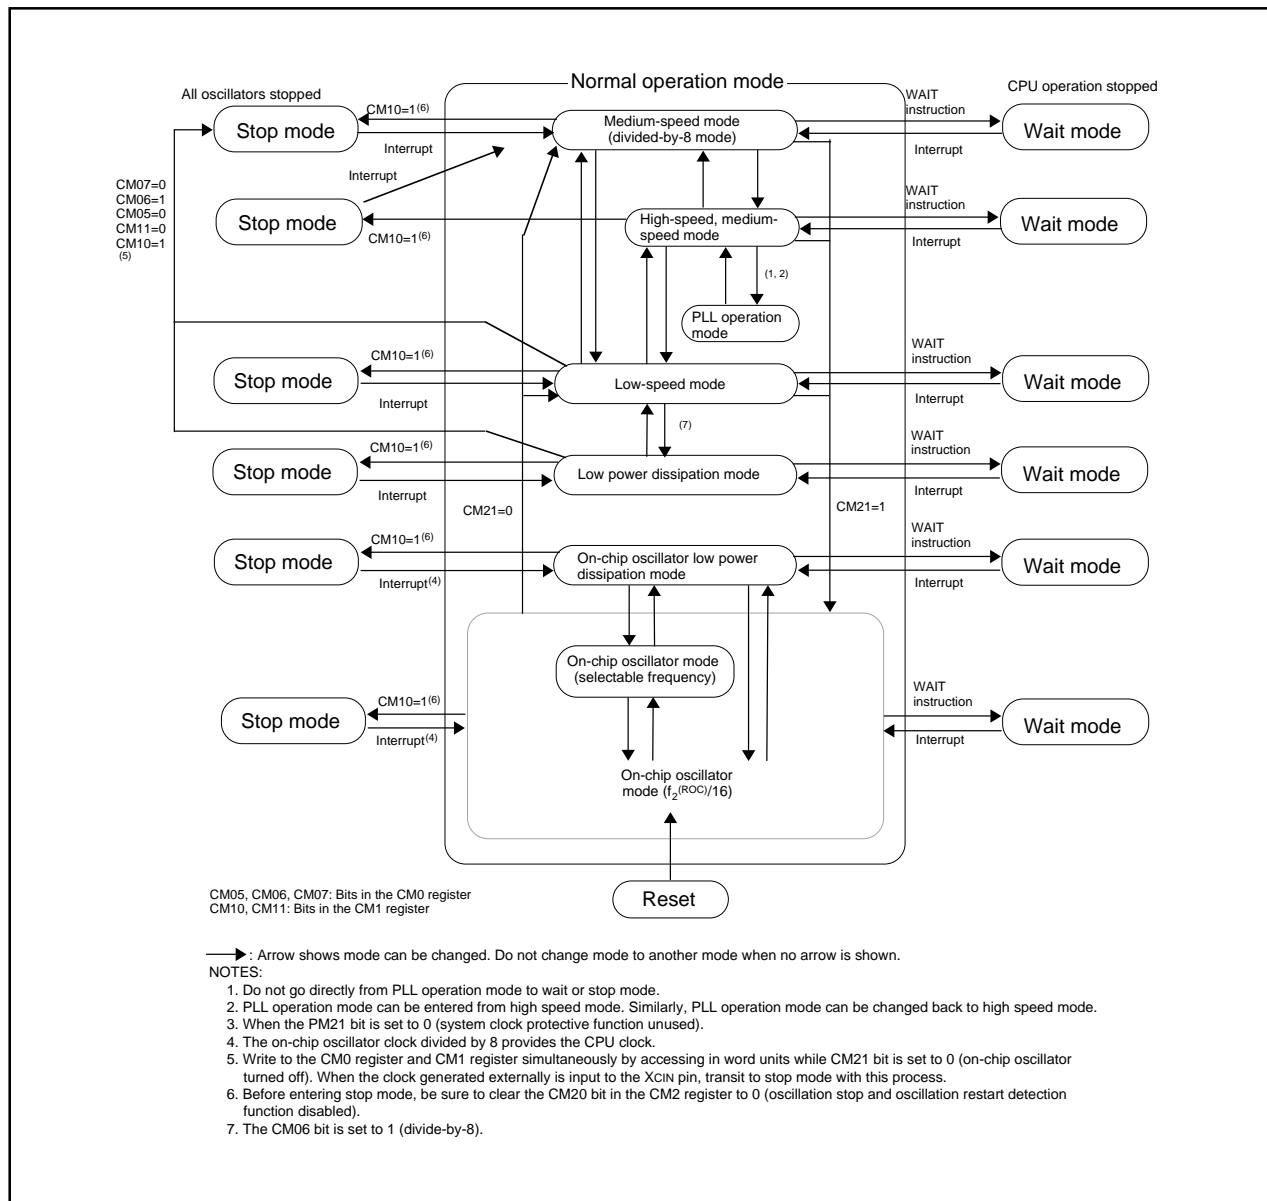 Normal operation mode
All oscillators stopped
CPU operation stopped
Stop mode
CM10=1(6)
Interrupt
Medium-speed mode
(divided-by-8 mode)
WAIT
instruction
Interrupt
Wait mode
CM07=0
CM06=1
CM05=0
CM11=0
CM10=1
(5)
Interrupt
Stop mode
CM10=1(6)
High-speed, medium-
speed mode
WAIT
instruction
Interrupt
Wait mode
(1, 2)
PLL operation
mode
Stop mode
CM10=1(6)
Interrupt
Low-speed mode
WAIT
instruction
Interrupt
Wait mode
(7)
Stop mode
CM10=1(6)
Interrupt
Low power dissipation mode
WAIT
instruction
Interrupt
Wait mode
CM21=0
CM21=1
Stop mode
CM10=1(6)
Interrupt(4)
On-chip oscillator low power
dissipation mode
WAIT
instruction
Interrupt
Wait mode
On-chip oscillator mode
(selectable frequency)
Stop mode
CM10=1(6)
Interrupt(4)
WAIT
instruction
Interrupt
Wait mode
On-chip oscillator
mode (f2(ROC)/16)
Reset
CM05, CM06, CM07: Bits in the CM0 register
CM10, CM11: Bits in the CM1 register
: Arrow shows mode can be changed. Do not change mode to another mode when no arrow is shown.
NOTES:
1. Do not go directly from PLL operation mode to wait or stop mode.
2. PLL operation mode can be entered from high speed mode. Similarly, PLL operation mode can be changed back to high speed mode.
3. When the PM21 bit is set to 0 (system clock protective function unused).
4. The on-chip oscillator clock divided by 8 provides the CPU clock.
5. Write to the CM0 register and CM1 register simultaneously by accessing in word units while CM21 bit is set to 0 (on-chip oscillator
turned off). When the clock generated externally is input to the XCIN pin, transit to stop mode with this process.
6. Before entering stop mode, be sure to clear the CM20 bit in the CM2 register to 0 (oscillation stop and oscillation restart detection
function disabled).
7. The CM06 bit is set to 1 (divide-by-8).